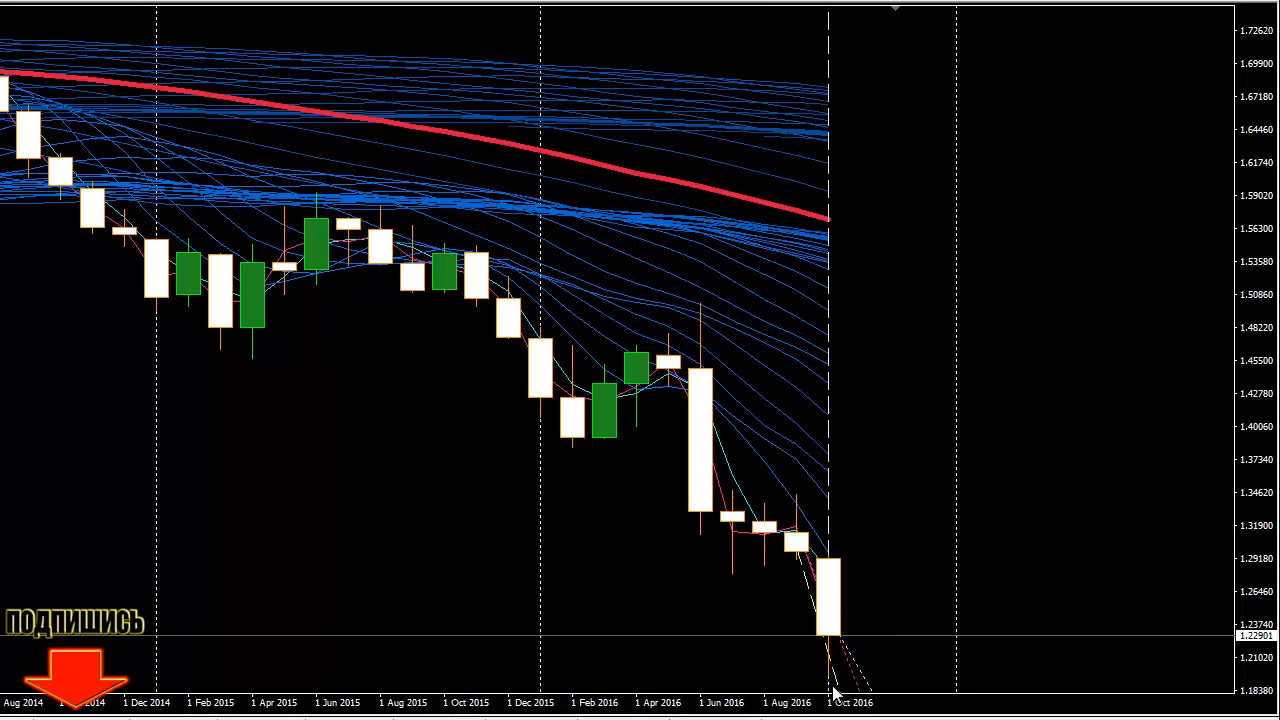 1.72620
1.69900
1.67180
1.64460
1.61740
1.59020
1.56300
1.53580
1.50860
1.48220
1.45500
1.42780
1.40060
1.37340
1.34620
1.31900
1.29180
1.26460
1.23740
1.22901
1.21020
1.18380
ПОДПИШИСЬ
Aug 2014
2014
1 Dec 2014
1 Feb 2015
1 Apr 2015
1 Jun 2015
1 Aug 2015
1 Oct 2015
1 Dec 2015
1 Feb 2016
1 Apr 2016
1 Jun 2016
1 Aug 2016
1 Oct 2016